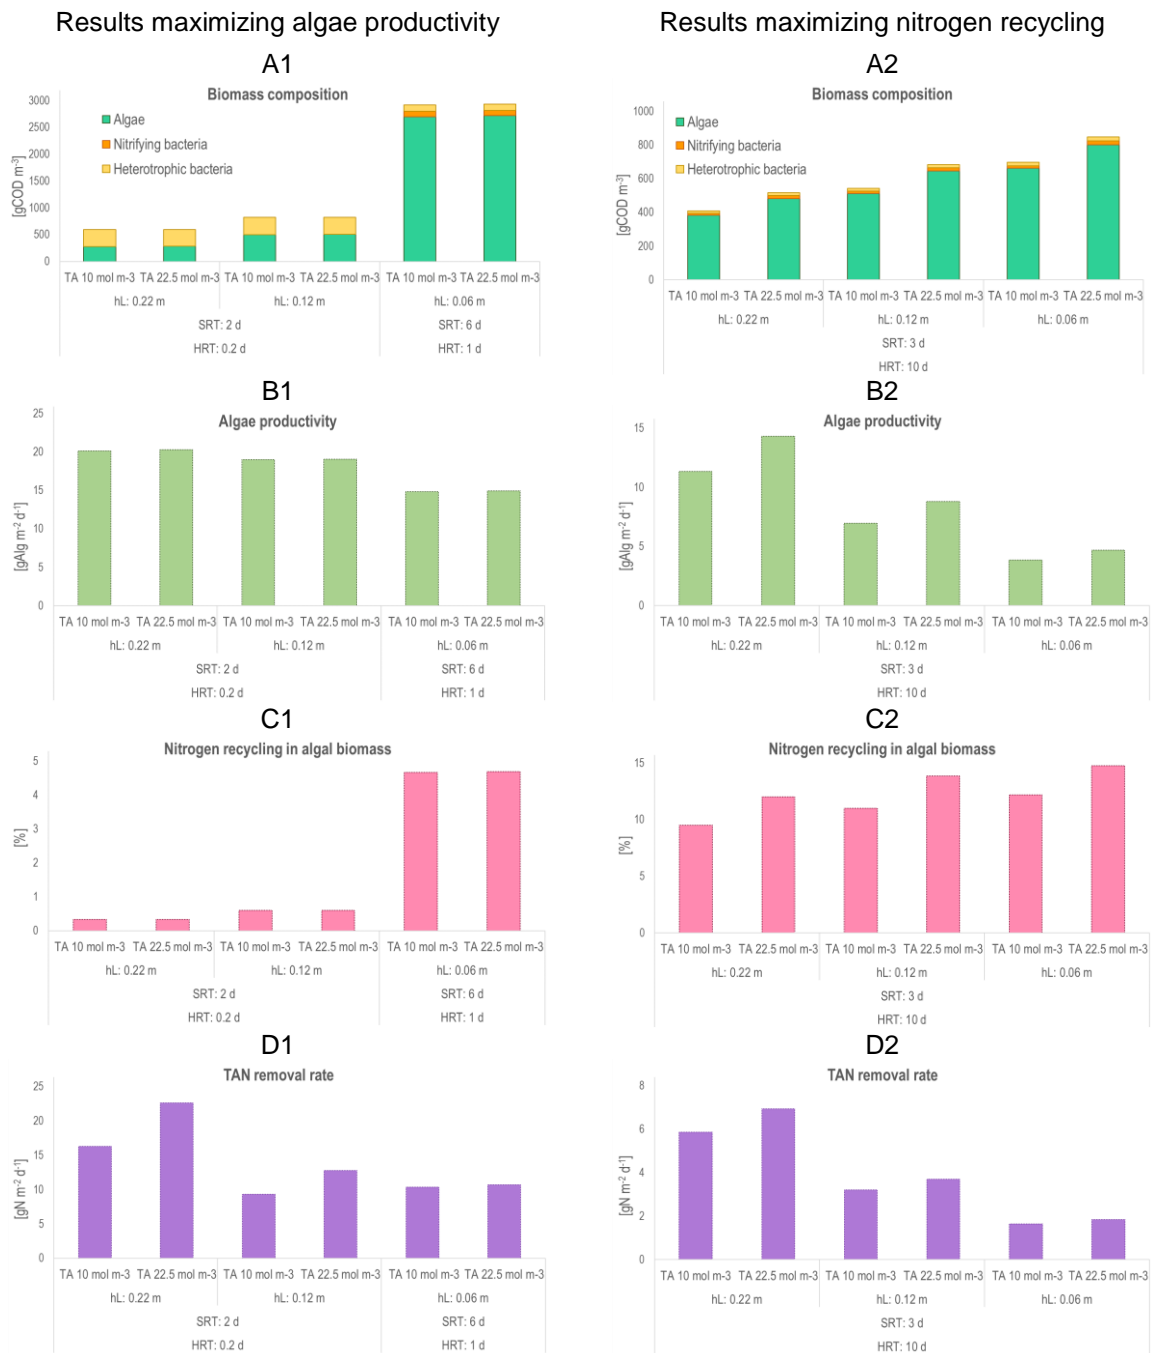 Results maximizing algae productivity
Results maximizing nitrogen recycling
A1
Biomass composition
[gCOD m-3]
3000
2500
2000
1500
1000
500
0
Algae
Nitrifying bacteria
Heterotrophic bacteria
TA 10 mol m-3 TA 22.5 mol m-3 TA 10 mol m-3 TA 22.5 mol m-3 TA 10 mol m-3 TA 22.5 mol m-3
hL: 0.22 m hL: 0.12 m hL: 0.06 m
SRT: 2 d SRT: 6 d
HRT: 0.2 d HRT: 1 d
A2
Biomass composition
[gCOD m-3]
1000
800
600
400
200
0
Algae
Nitrifying bacteria
Heterotrophic bacteria
TA 10 mol m-3 TA 22.5 mol m-3 TA 10 mol m-3 TA 22.5 mol m-3 TA 10 mol m-3 TA 22.5 mol m-3
hL: 0.22 m hL: 0.12 m hL: 0.06 m
SRT: 3 d
HRT: 10 d
B1
Algae productivity
[gAlg m-2 d-1]
25
20
15
10
5
0
TA 10 mol m-3 TA 22.5 mol m-3 TA 10 mol m-3 TA 22.5 mol m-3 TA 10 mol m-3 TA 22.5 mol m-3
hL: 0.22 m hL: 0.12 m hL: 0.06 m
SRT: 2 d SRT: 6 d
HRT: 0.2 d HRT: 1 d
B2
Algae productivity
[gAlg m-2 d-1]
15
10
5
0
TA 10 mol m-3 TA 22.5 mol m-3 TA 10 mol m-3 TA 22.5 mol m-3 TA 10 mol m-3 TA 22.5 mol m-3
hL: 0.22 m hL: 0.12 m hL: 0.06 m
SRT: 3 d
HRT: 10 d
C1
Nitrogen recycling in algal biomass
[%]
5
4
3
2
1
0
TA 10 mol m-3 TA 22.5 mol m-3 TA 10 mol m-3 TA 22.5 mol m-3 TA 10 mol m-3 TA 22.5 mol m-3
hL: 0.22 m hL: 0.12 m hL: 0.06 m
SRT: 2 d SRT: 6 d
HRT: 0.2 d HRT: 1 d
C2
Nitrogen recycling in algal biomass
[%]
15
10
5
0
TA 10 mol m-3 TA 22.5 mol m-3 TA 10 mol m-3 TA 22.5 mol m-3 TA 10 mol m-3 TA 22.5 mol m-3
hL: 0.22 m hL: 0.12 m hL: 0.06 m
SRT: 3 d
HRT: 10 d
D1
TAN removal rate
[gN m-2 d-1]
25
20
15
10
5
0
TA 10 mol m-3 TA 22.5 mol m-3 TA 10 mol m-3 TA 22.5 mol m-3 TA 10 mol m-3 TA 22.5 mol m-3
hL: 0.22 m hL: 0.12 m hL: 0.06 m
SRT: 2 d SRT: 6 d
HRT: 0.2 d HRT: 1 d
D2
TAN removal rate
[gN m-2 d-1]
8
6
4
2
0
TA 10 mol m-3 TA 22.5 mol m-3 TA 10 mol m-3 TA 22.5 mol m-3 TA 10 mol m-3 TA 22.5 mol m-3
hL: 0.22 m hL: 0.12 m hL: 0.06 m
SRT: 3 d
HRT: 10 d